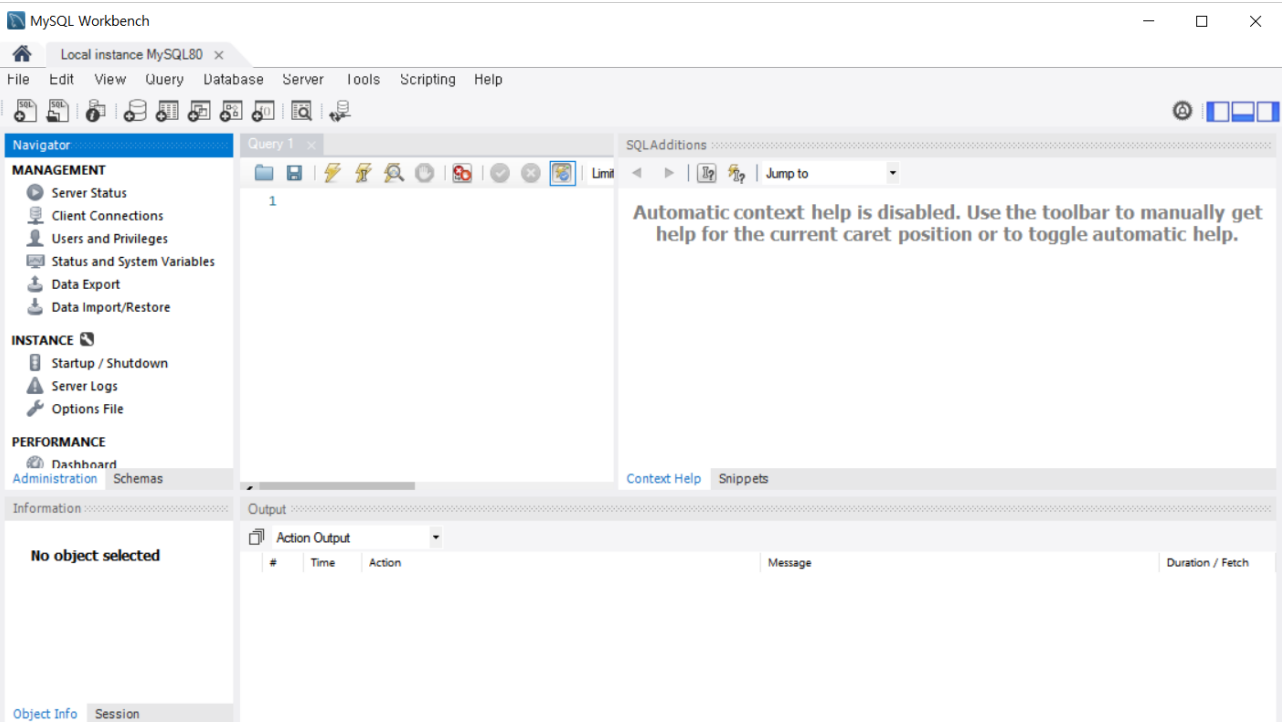 MySQL Workbench
Local instance MySQL80
File Edit View Query Database Server Tools Scripting Help
SQL SQL
Navigator
MANAGEMENT
Server Status
Client Connections
Users and Privileges
Status and System Variables
Data Export
Data Import/Restore
INSTANCE
Startup / Shutdown
Server Logs
Options File
PERFORMANCE
Dashboard
Administration Schemas
Query 1
Limit
1
SQLAdditions
Jump to
Automatic context help is disabled. Use the toolbar to manually get
help for the current caret position or to toggle automatic help.
Context Help Snippets
Information
No object selected
Object Info Session
Output
Action Output
# Time Action Message Duration / Fetch